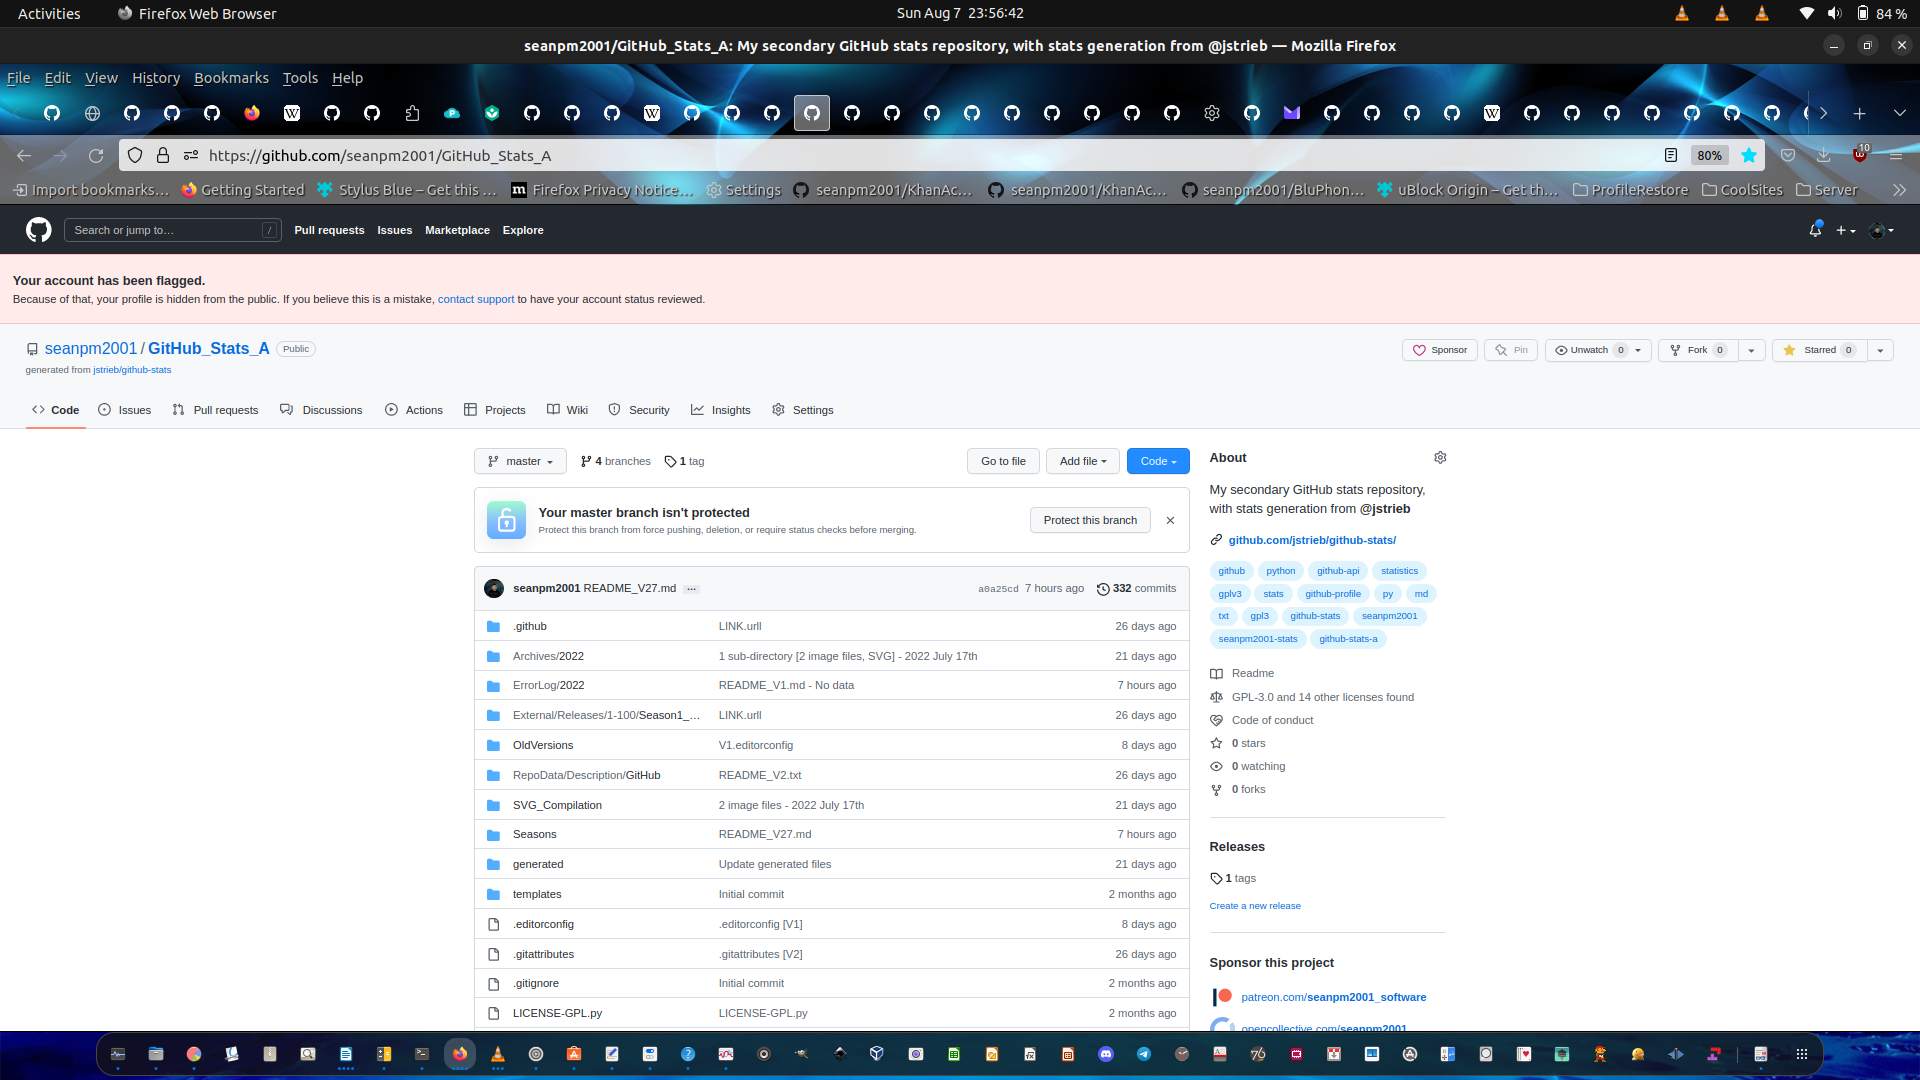 Activities Firefox Web Browser Sun Aug 7 23:56:42 84 %
seanpm2001/GitHub_Stats_A: My secondary GitHub stats repository, with stats generation from @jstrieb — Mozilla Firefox
File Edit View History Bookmarks Tools Help
https://github.com/seanpm2001/GitHub_Stats_A 80% 10
Import bookmarks… Getting Started Stylus Blue – Get this … Firefox Privacy Notice… Settings seanpm2001/KhanAc… seanpm2001/KhanAc… seanpm2001/BluPhon… uBlock Origin – Get th… ProfileRestore CoolSites Server
Search or jump to… / Pull requests Issues Marketplace Explore
Your account has been flagged.
Because of that, your profile is hidden from the public. If you believe this is a mistake, contact support to have your account status reviewed.
seanpm2001 / GitHub_Stats_A Public
Sponsor Pin Unwatch 0 Fork 0 Starred 0
generated from jstrieb/github-stats
Code Issues Pull requests Discussions Actions Projects Wiki Security Insights Settings
master 4 branches 1 tag Go to file Add file Code
Your master branch isn't protected
Protect this branch from force pushing, deletion, or require status checks before merging.
Protect this branch
seanpm2001 README_V27.md ... a0a25cd 7 hours ago 332 commits
.github LINK.urll 26 days ago
Archives/2022 1 sub-directory [2 image files, SVG] - 2022 July 17th 21 days ago
ErrorLog/2022 README_V1.md - No data 7 hours ago
External/Releases/1-100/Season1_… LINK.urll 26 days ago
OldVersions V1.editorconfig 8 days ago
RepoData/Description/GitHub README_V2.txt 26 days ago
SVG_Compilation 2 image files - 2022 July 17th 21 days ago
Seasons README_V27.md 7 hours ago
generated Update generated files 21 days ago
templates Initial commit 2 months ago
.editorconfig .editorconfig [V1] 8 days ago
.gitattributes .gitattributes [V2] 26 days ago
.gitignore Initial commit 2 months ago
LICENSE-GPL.py LICENSE-GPL.py 2 months ago
About
My secondary GitHub stats repository,
with stats generation from @jstrieb
github.com/jstrieb/github-stats/
github python github-api statistics
gplv3 stats github-profile py md
txt gpl3 github-stats seanpm2001
seanpm2001-stats github-stats-a
Readme
GPL-3.0 and 14 other licenses found
Code of conduct
0 stars
0 watching
0 forks
Releases
1 tags
Create a new release
Sponsor this project
patreon.com/seanpm2001_software
opencollective.com/seanpm2001